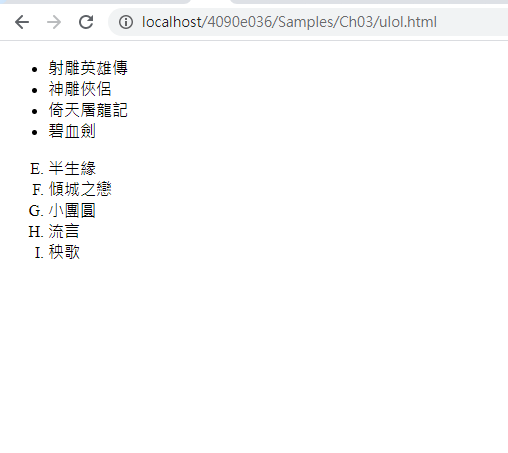 localhost/4090e036/Samples/Ch03/ulol.html
• 射雕英雄傳
• 神雕俠侶
• 倚天屠龍記
• 碧血劍
E. 半生緣
F. 傾城之戀
G. 小團圓
H. 流言
I. 秧歌